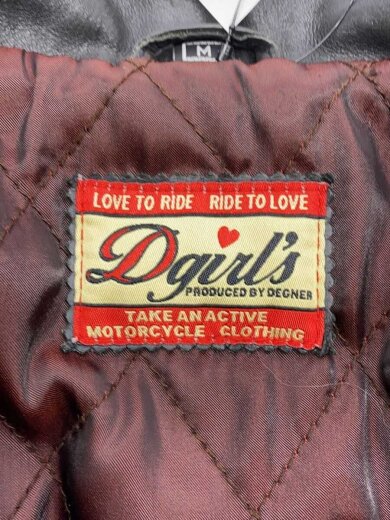 M
LOVE TO RIDE RIDE TO LOVE
Dgirl's
PRODUCED BY DEGNER
TAKE AN ACTIVE
MOTORCYCLE CLOTHING